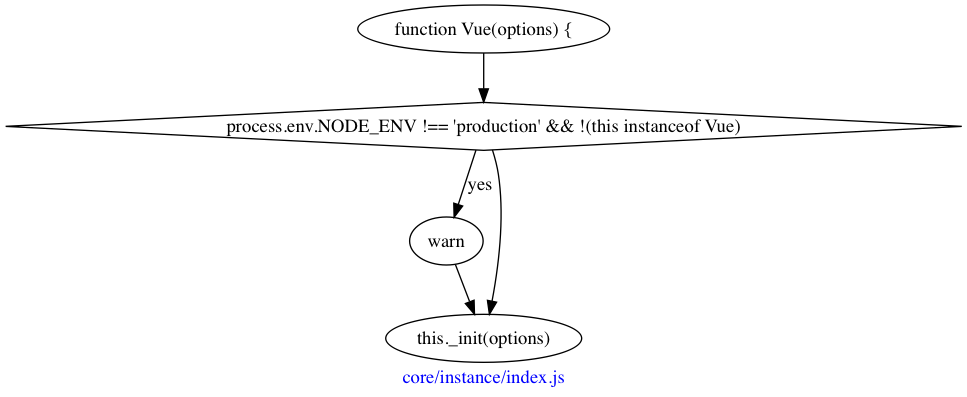 function Vue(options) {
process.env.NODE_ENV !== 'production' && !(this instanceof Vue)
yes
warn
this._init(options)
core/instance/index.js